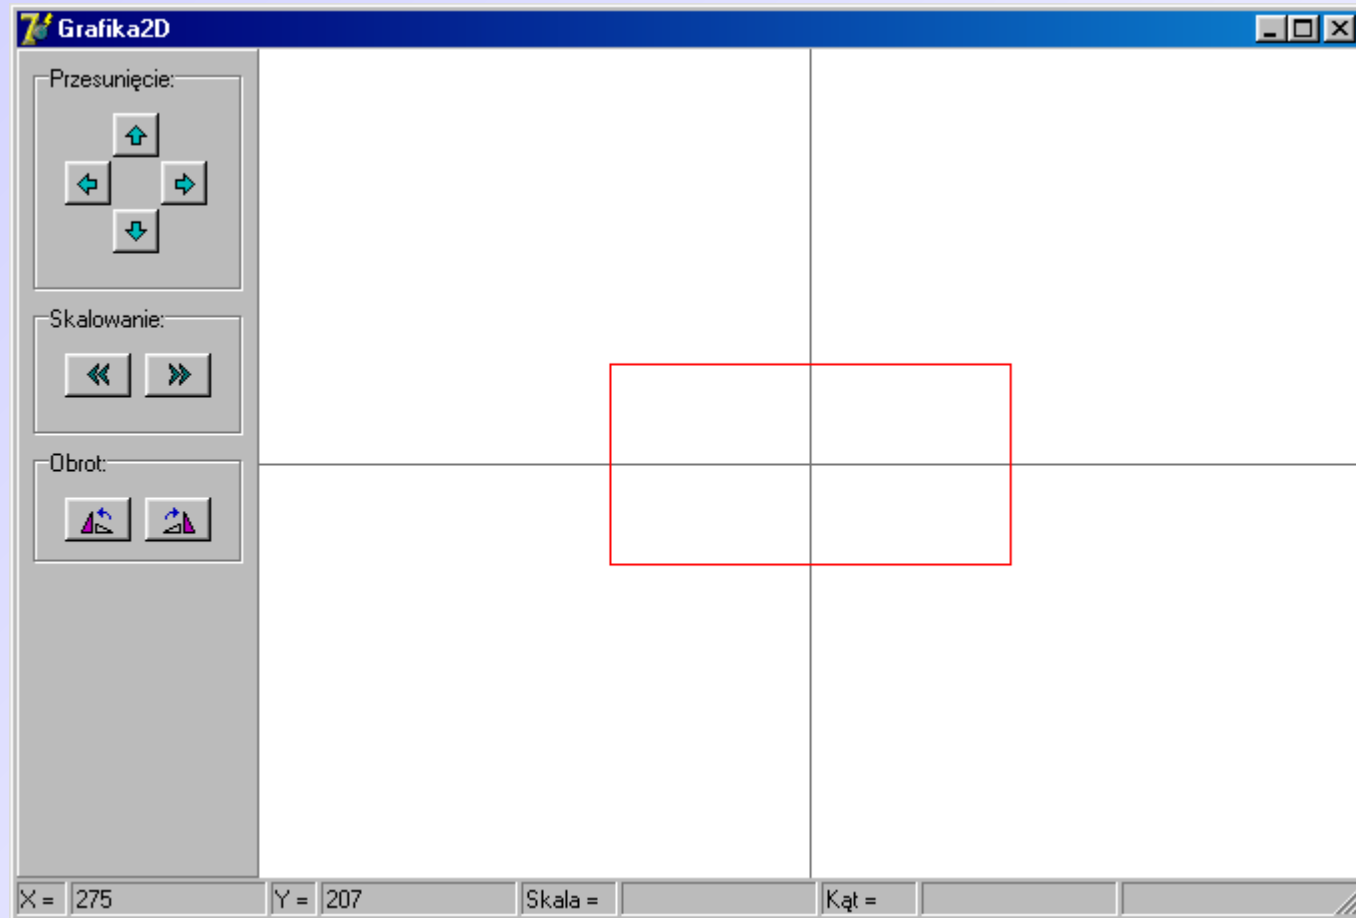 Grafika2D
Przesunięcie:
Skalowanie:
Obrot:
X = 275 Y = 207 Skala = Kąt =